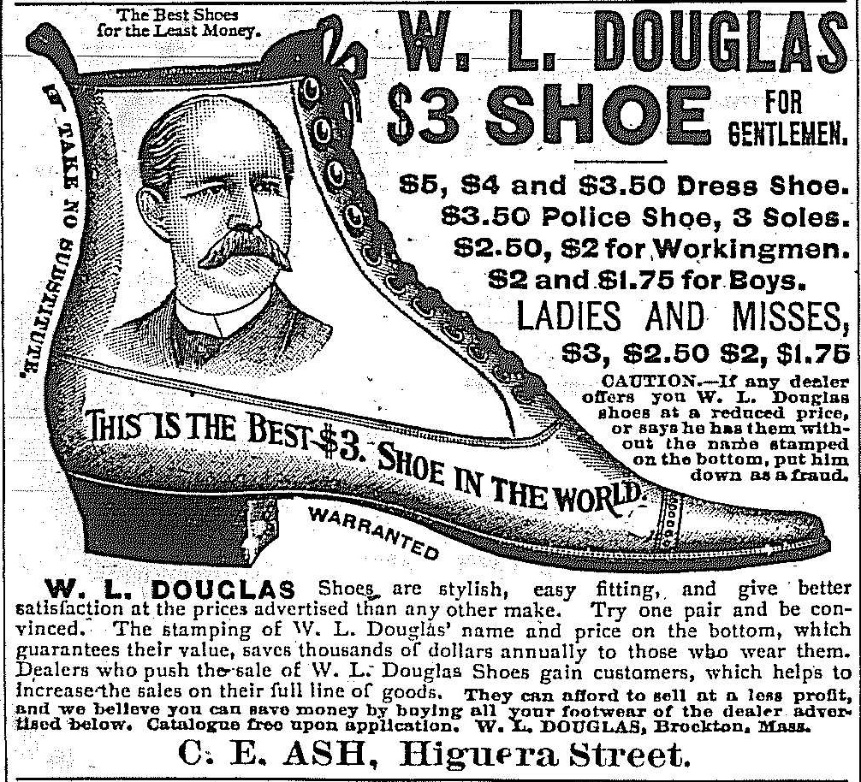 The Best Shoes
for the Least Money.
W. L. DOUGLAS
$3 SHOE FOR
GENTLEMEN.
IT TAKE NO SUBSTITUTE.
$5, $4 and $3.50 Dress Shoe.
$3.50 Police Shoe, 3 Soles.
$2.50, $2 for Workingmen.
$2 and $1.75 for Boys.
LADIES AND MISSES,
$3, $2.50 $2, $1.75
CAUTION.—If any dealer
offers you W. L. Douglas
shoes at a reduced price,
or says he has them with-
out the name stamped
on the bottom, put him
down as a fraud.
THIS IS THE BEST $3. SHOE IN THE WORLD.
WARRANTED
W. L. DOUGLAS Shoes are stylish, easy fitting, and give better
satisfaction at the prices advertised than any other make. Try one pair and be con-
vinced. The stamping of W. L. Douglas' name and price on the bottom, which
guarantees their value, saves thousands of dollars annually to those who wear them.
Dealers who push the sale of W. L. Douglas Shoes gain customers, which helps to
increase the sales on their full line of goods. They can afford to sell at a less profit,
and we believe you can save money by buying all your footwear of the dealer adver-
tised below. Catalogue free upon application. W. L. DOUGLAS, Brockton, Mass.
C. E. ASH, Higuera Street.